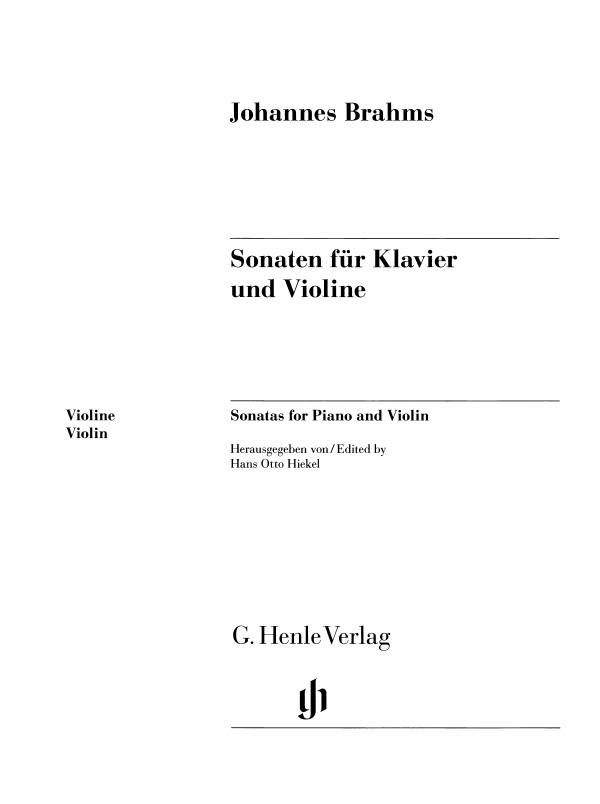 Johannes Brahms
Sonaten für Klavier
und Violine
Violine
Violin
Sonatas for Piano and Violin
Herausgegeben von/Edited by
Hans Otto Hiekel
G. Henle Verlag